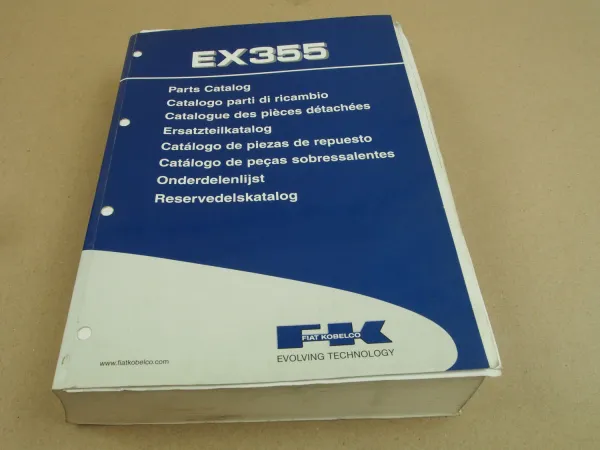 EX355
Parts Catalog
Catalogo parti di ricambio
Catalogue des pièces détachées
Ersatzteilkatalog
Catálogo de piezas de repuesto
Catálogo de peças sobressalentes
Onderdelenlijst
Reservedelskatalog
FK
FIAT KOBELCO
EVOLVING TECHNOLOGY
www.fiatkobelco.com